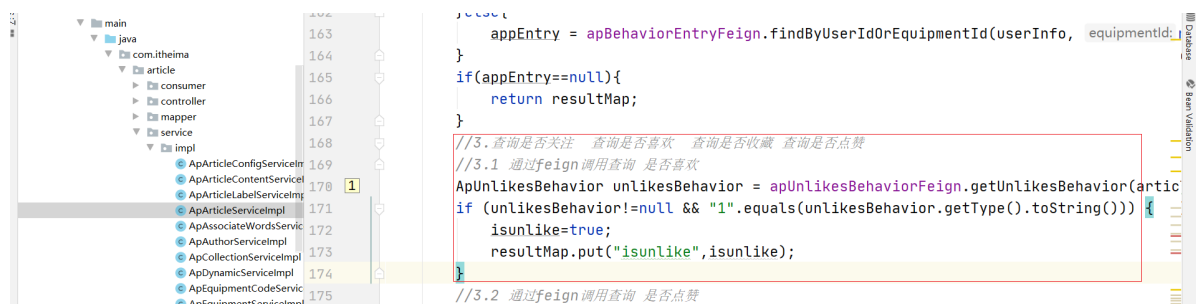 main
java
com.itheima
article
consumer
controller
mapper
service
impl
ApArticleConfigServiceIm
ApArticleContentServiceI
ApArticleLabelServiceImp
ApArticleServiceImpl
ApAssociateWordsServic
ApAuthorServiceImpl
ApCollectionServiceImpl
ApDynamicServiceImpl
ApEquipmentCodeServic
ApEquipmentServiceImpl
162 }else{
163 appEntry = apBehaviorEntryFeign.findByUserIdOrEquipmentId(userInfo, equipmentId:
164 }
165 if(appEntry==null){
166 return resultMap;
167 }
168 //3.查询是否关注 查询是否喜欢 查询是否收藏 查询是否点赞
169 //3.1 通过feign调用查询 是否喜欢
170 1 ApUnlikesBehavior unlikesBehavior = apUnlikesBehaviorFeign.getUnlikesBehavior(artic
171 if (unlikesBehavior!=null && "1".equals(unlikesBehavior.getType().toString())) {
172 isunlike=true;
173 resultMap.put("isunlike",isunlike);
174 }
175 //3.2 通过feign调用查询 是否点赞
Database
Bean Validation